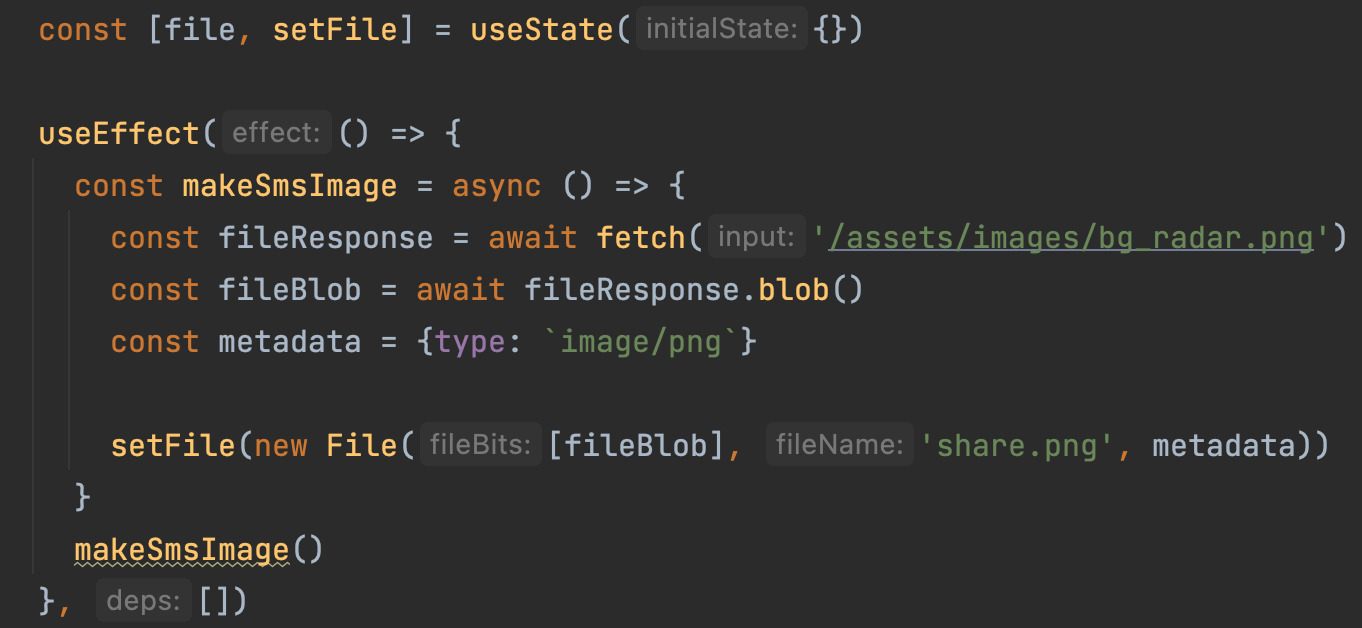 const [file, setFile] = useState( initialState: {})
useEffect( effect: () => {
const makeSmsImage = async () => {
const fileResponse = await fetch( input: '/assets/images/bg_radar.png')
const fileBlob = await fileResponse.blob()
const metadata = {type: `image/png`}
setFile(new File( fileBits: [fileBlob], fileName: 'share.png', metadata))
}
makeSmsImage()
}, deps: [])